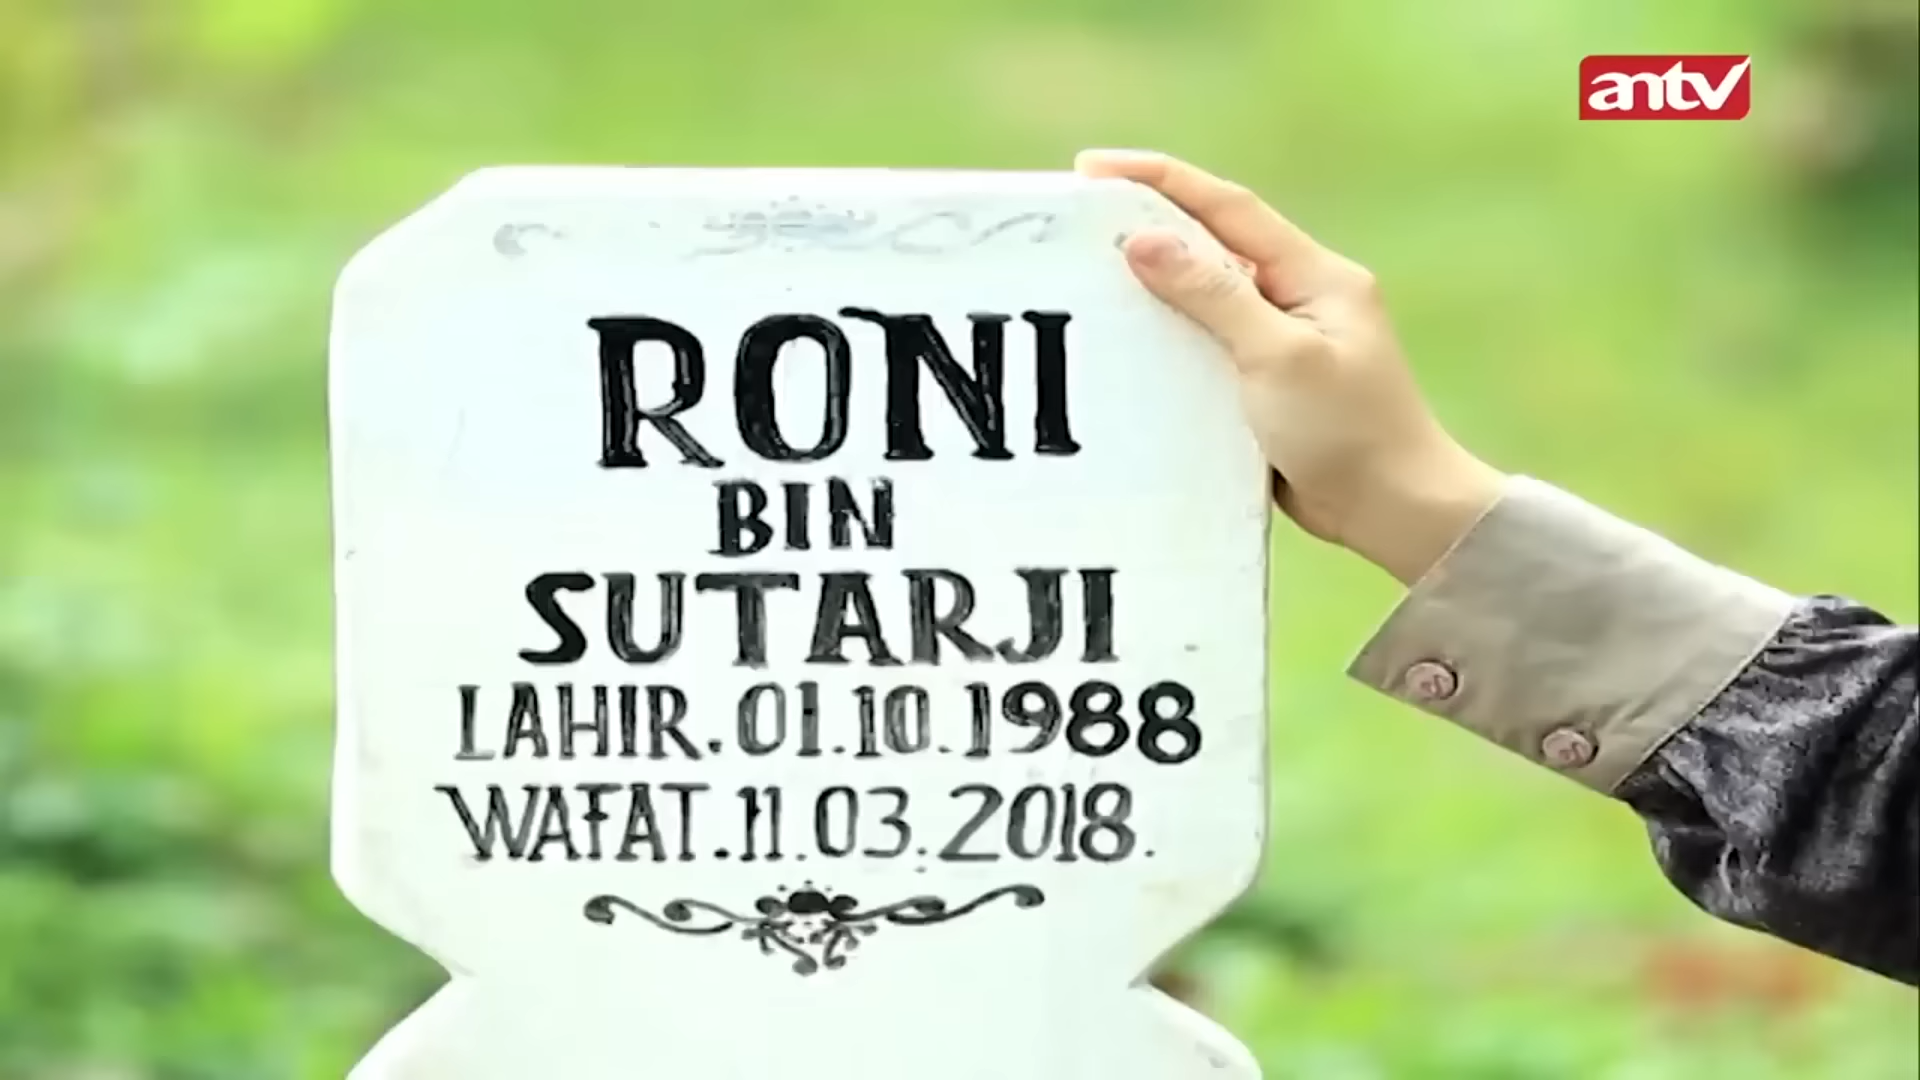 antv
RONI
BIN
SUTARJI
LAHIR.01.10.1988
WAFAT.11.03.2018.